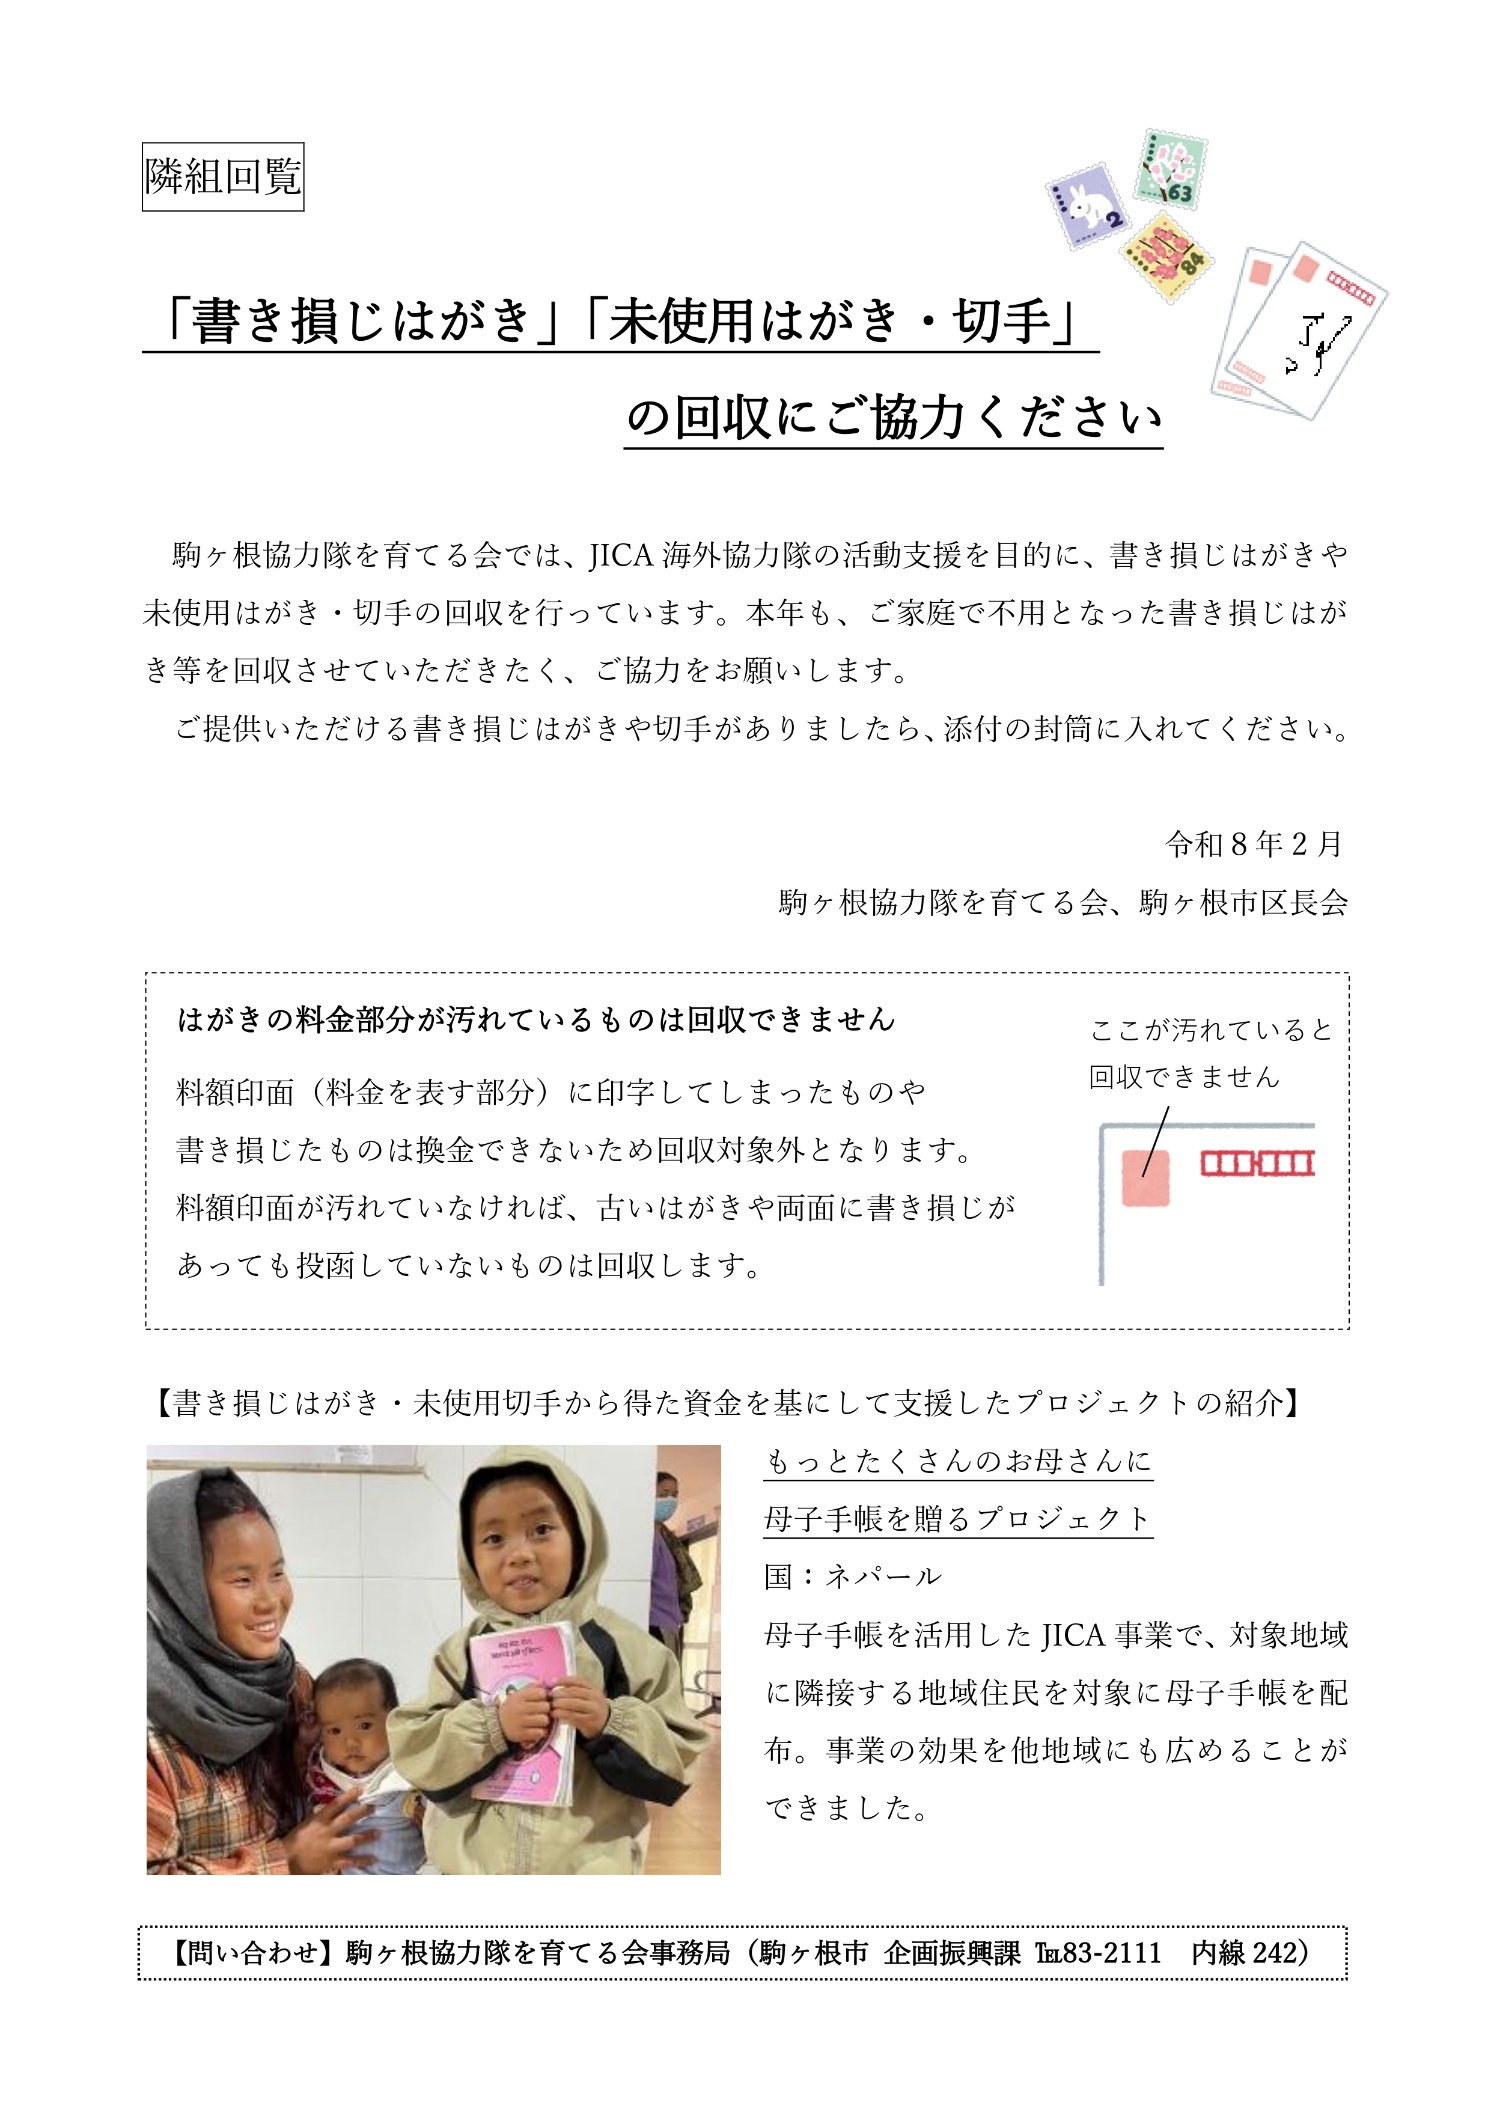 隣組回覧
63
2
84
「書き損じはがき」「未使用はがき・切手」
の回収にご協力ください
駒ヶ根協力隊を育てる会では、JICA 海外協力隊の活動支援を目的に、書き損じはがきや
未使用はがき・切手の回収を行っています。本年も、ご家庭で不用となった書き損じはが
き等を回収させていただきたく、ご協力をお願いします。
ご提供いただける書き損じはがきや切手がありましたら、添付の封筒に入れてください。
令和８年２月
駒ヶ根協力隊を育てる会、駒ヶ根市区長会
はがきの料金部分が汚れているものは回収できません
料額印面（料金を表す部分）に印字してしまったものや
書き損じたものは換金できないため回収対象外となります。
料額印面が汚れていなければ、古いはがきや両面に書き損じが
あっても投函していないものは回収します。
ここが汚れていると
回収できません
【書き損じはがき・未使用切手から得た資金を基にして支援したプロジェクトの紹介】
もっとたくさんのお母さんに
母子手帳を贈るプロジェクト
国：ネパール
母子手帳を活用した JICA 事業で、対象地域
に隣接する地域住民を対象に母子手帳を配
布。事業の効果を他地域にも広めることが
できました。
【問い合わせ】駒ヶ根協力隊を育てる会事務局（駒ヶ根市 企画振興課 ℡83-2111　内線 242）